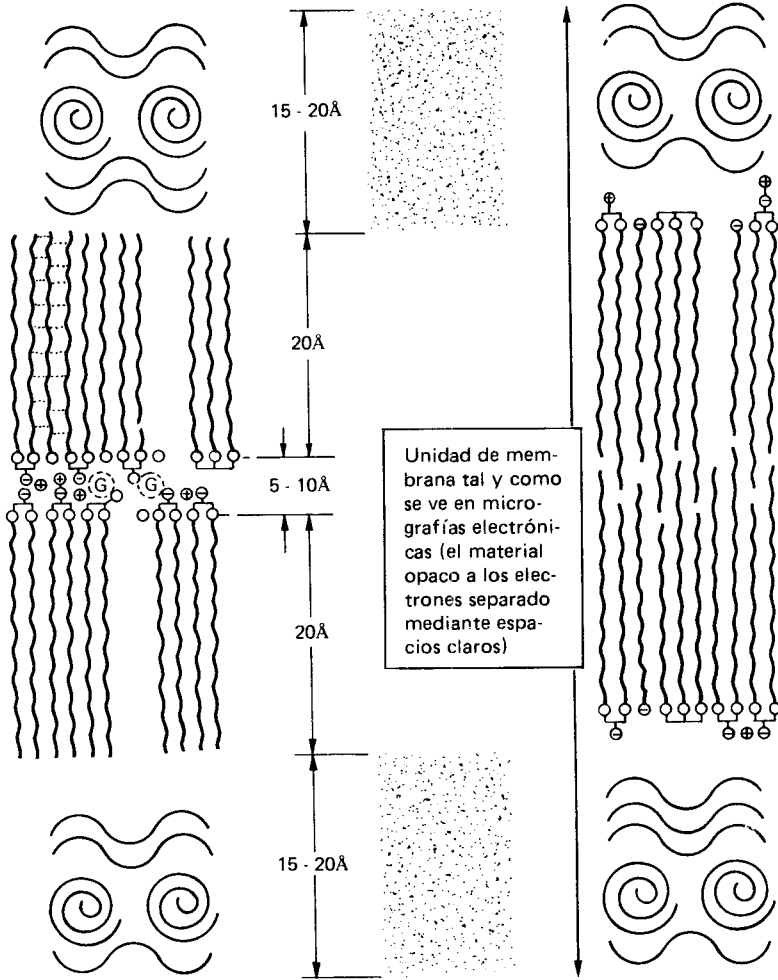 15 - 20Å
20Å
5 - 10Å
G
G
20Å
15 - 20Å
Unidad de mem-
brana tal y como
se ve en micro-
grafías electróni-
cas (el material
opaco a los elec-
trones separado
mediante espa-
cios claros)